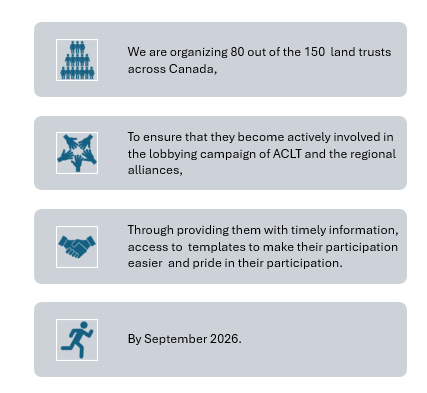 We are organizing 80 out of the 150  land trusts
across Canada,
To ensure that they become actively involved in
the lobbying campaign of ACLT and the regional
alliances,
Through providing them with timely information,
access to  templates to make their participation
easier  and pride in their participation.
By September 2026.